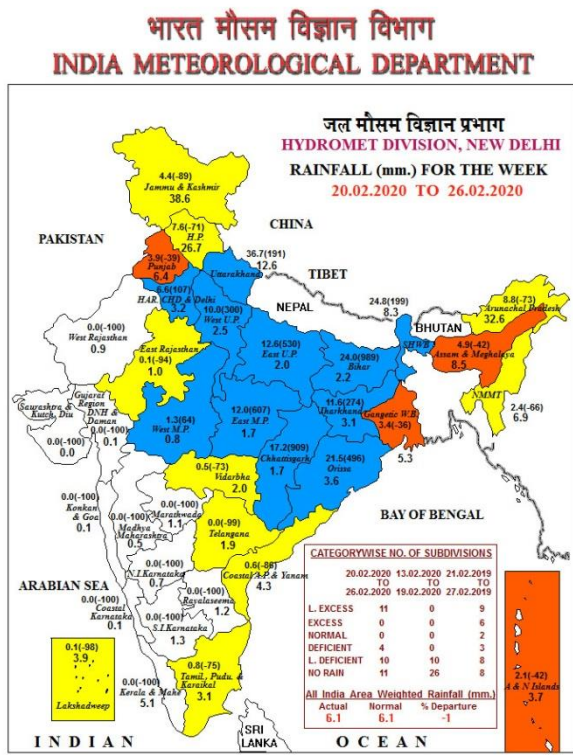 भारत मौसम विज्ञान विभाग
INDIA METEOROLOGICAL DEPARTMENT
जल मौसम विज्ञान प्रभाग
HYDROMET DIVISION, NEW DELHI
RAINFALL (mm.) FOR THE WEEK
20.02.2020 TO 26.02.2020
4.4(-89)
Jammu & Kashmir
38.6
7.6(-71)
H.P.
26.7
CHINA
PAKISTAN
3.9(-39)
Punjab
6.4
36.7(191)
12.6
Uttarakhand
TIBET
6.6(107)
HAR. CHD & Delhi
3.2
10.0(300)
West U.P.
2.5
NEPAL
24.8(199)
8.3
BHUTAN
SHWB
8.8(-73)
Arunachal Pradesh
32.6
0.0(-100)
West Rajasthan
0.9
East Rajasthan
0.1(-94)
1.0
12.6(530)
East U.P.
2.0
24.0(989)
Bihar
2.2
4.9(-42)
Assam & Meghalaya
8.5
NMMT
2.4(-66)
6.9
Gujarat
Region
DNH &
Daman
0.0(-100)
0.1
Saurashtra &
Kutch, Diu
0.0(-100)
0.0
1.3(64)
West M.P.
0.8
12.0(607)
East M.P.
1.7
11.6(274)
Jharkhand
3.1
Gangetic W.B.
3.4(-36)
5.3
17.2(909)
Chhattisgarh
1.7
21.5(496)
Orissa
3.6
0.5(-73)
Vidarbha
2.0
0.0(-100)
Konkan
& Goa
0.1
0.0(-100)
Madhya
Maharashtra
0.5
0.0(-100)
Marathwada
1.1
0.0(-99)
Telangana
1.9
BAY OF BENGAL
0.6(-86)
Coastal A.P. & Yanam
4.3
ARABIAN SEA
0.0(-100)
N.I.Karnataka
0.7
0.0(-100)
Rayalaseema
1.2
0.0(-100)
Coastal
Karnataka
0.1
0.0(-100)
S.I.Karnataka
1.3
0.1(-98)
3.9
Lakshadweep
0.0(-100)
Kerala & Mahe
5.1
0.8(-75)
Tamil, Pudu. &
Karaikal
3.1
2.1(-42)
A & N Islands
3.7
CATEGORYWISE NO. OF SUBDIVISIONS
20.02.2020 13.02.2020 21.02.2019
TO TO TO
26.02.2020 19.02.2020 27.02.2019
L. EXCESS 11 0 9
EXCESS 0 0 6
NORMAL 0 0 2
DEFICIENT 4 0 3
L. DEFICIENT 10 10 8
NO RAIN 11 26 8
All India Area Weighted Rainfall (mm.)
Actual Normal % Departure
6.1 6.1 -1
SRI
LANKA
INDIAN OCEAN